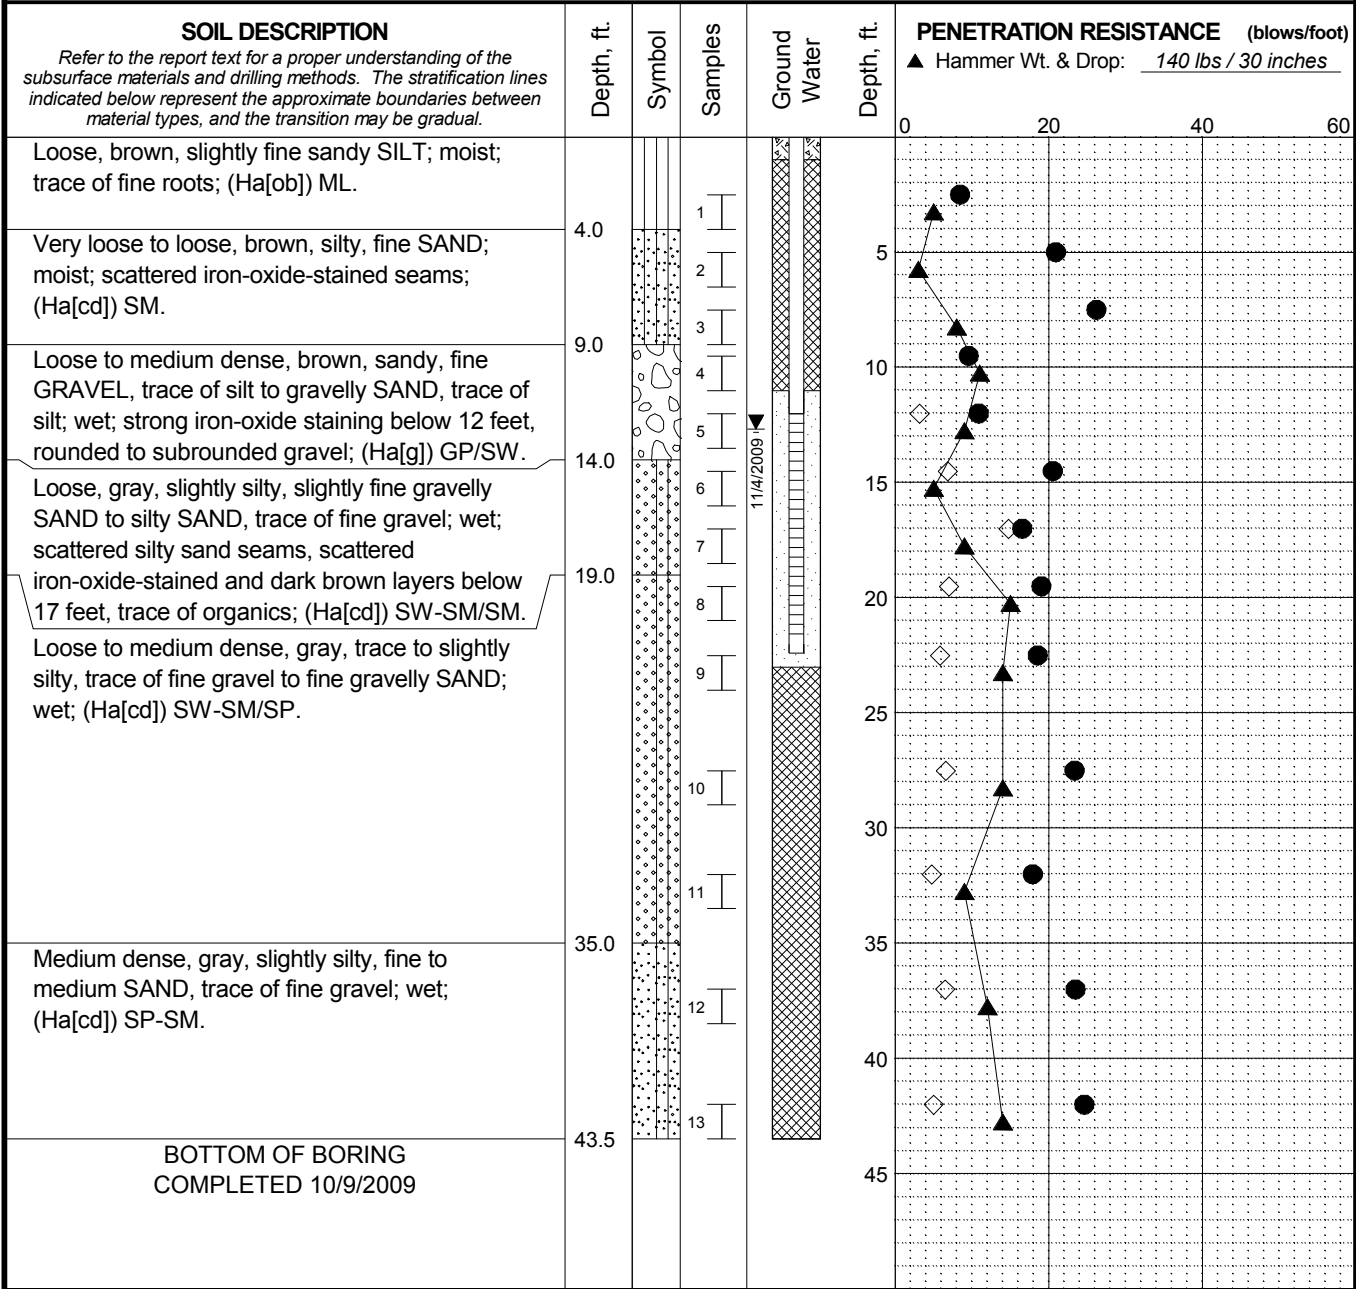 SOIL DESCRIPTION
Refer to the report text for a proper understanding of the
subsurface materials and drilling methods. The stratification lines
indicated below represent the approximate boundaries between
material types, and the transition may be gradual.
Depth, ft.
Symbol
Samples
Ground
Water
Depth, ft.
PENETRATION RESISTANCE (blows/foot)
▲ Hammer Wt. & Drop: 140 lbs / 30 inches
0 20 40 60
Loose, brown, slightly fine sandy SILT; moist;
trace of fine roots; (Ha[ob]) ML.
4.0
Very loose to loose, brown, silty, fine SAND;
moist; scattered iron-oxide-stained seams;
(Ha[cd]) SM.
9.0
Loose to medium dense, brown, sandy, fine
GRAVEL, trace of silt to gravelly SAND, trace of
silt; wet; strong iron-oxide staining below 12 feet,
rounded to subrounded gravel; (Ha[g]) GP/SW.
14.0
Loose, gray, slightly silty, slightly fine gravelly
SAND to silty SAND, trace of fine gravel; wet;
scattered silty sand seams, scattered
iron-oxide-stained and dark brown layers below
17 feet, trace of organics; (Ha[cd]) SW-SM/SM.
19.0
Loose to medium dense, gray, trace to slightly
silty, trace of fine gravel to fine gravelly SAND;
wet; (Ha[cd]) SW-SM/SP.
35.0
Medium dense, gray, slightly silty, fine to
medium SAND, trace of fine gravel; wet;
(Ha[cd]) SP-SM.
43.5
BOTTOM OF BORING
COMPLETED 10/9/2009
1
2
3
4
5
6
7
8
9
10
11
12
13
11/4/2009
5
10
15
20
25
30
35
40
45